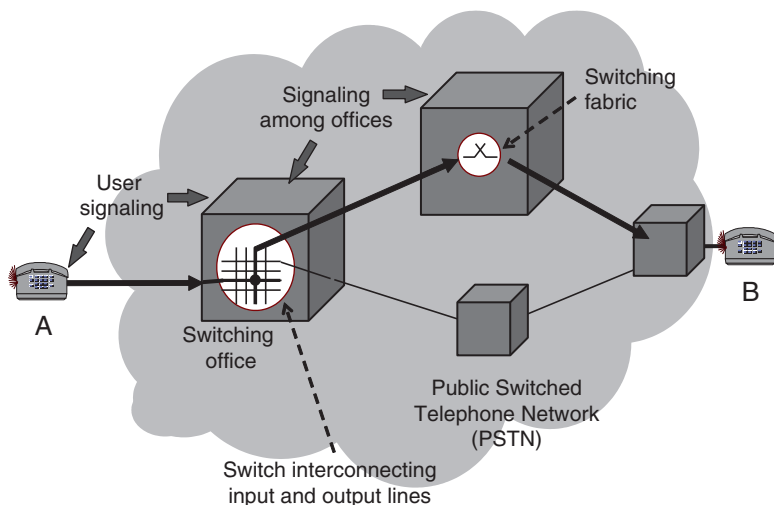 Signaling
among offices
Switching
fabric
User
signaling
A
B
Switching
office
Public Switched
Telephone Network
(PSTN)
Switch interconnecting
input and output lines